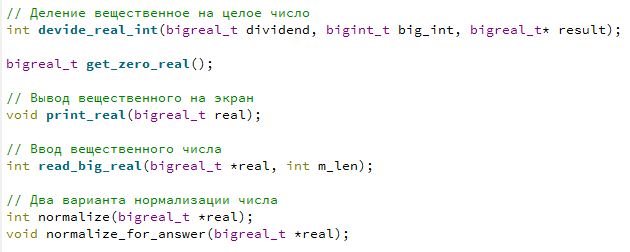 // Деление вещественное на целое число
int devide_real_int(bigreal_t dividend, bigint_t big_int, bigreal_t* result);
bigreal_t get_zero_real();
// Вывод вещественного на экран
void print_real(bigreal_t real);
// Ввод вещественного числа
int read_big_real(bigreal_t *real, int m_len);
// Два варианта нормализации числа
int normalize(bigreal_t *real);
void normalize_for_answer(bigreal_t *real);